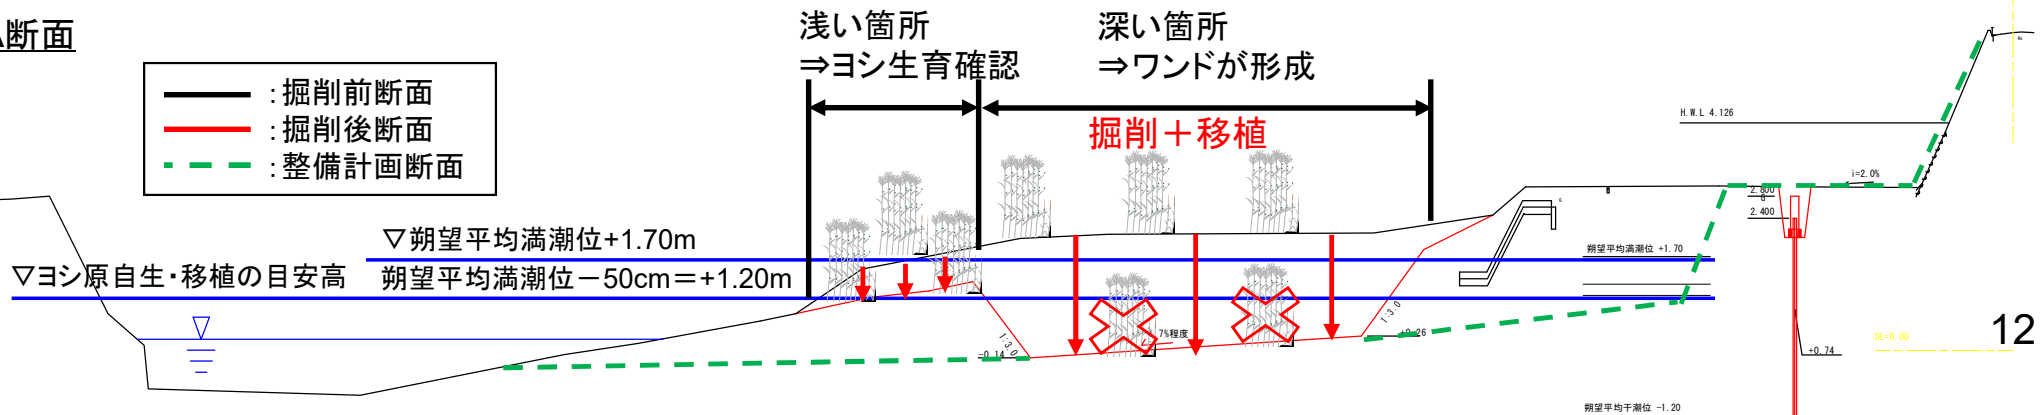 断面
：掘削前断面
：掘削後断面
：整備計画断面
浅い箇所
⇒ヨシ生育確認
深い箇所
⇒ワンドが形成
掘削＋移植
▽朔望平均満潮位+1.70m
▽ヨシ原自生・移植の目安高
朔望平均満潮位－50cm＝+1.20m
1:3.0
-0.14
7%程度
1:3.0
+0.26
H.W.L 4.126
i=2.0%
2.800
2.400
朔望平均満潮位 +1.70
+0.74
DL=0.00
朔望平均干潮位 -1.20
12